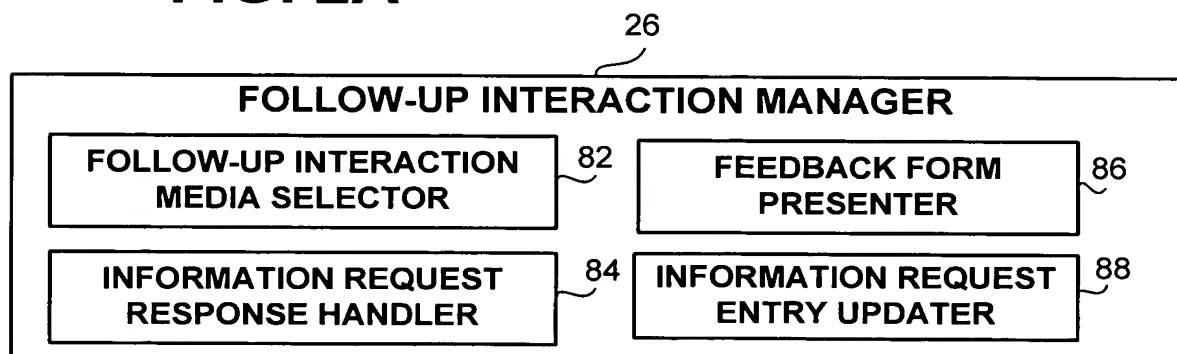 26
FOLLOW-UP INTERACTION MANAGER
FOLLOW-UP INTERACTION
MEDIA SELECTOR
82
FEEDBACK FORM
PRESENTER
86
INFORMATION REQUEST
RESPONSE HANDLER
84
INFORMATION REQUEST
ENTRY UPDATER
88